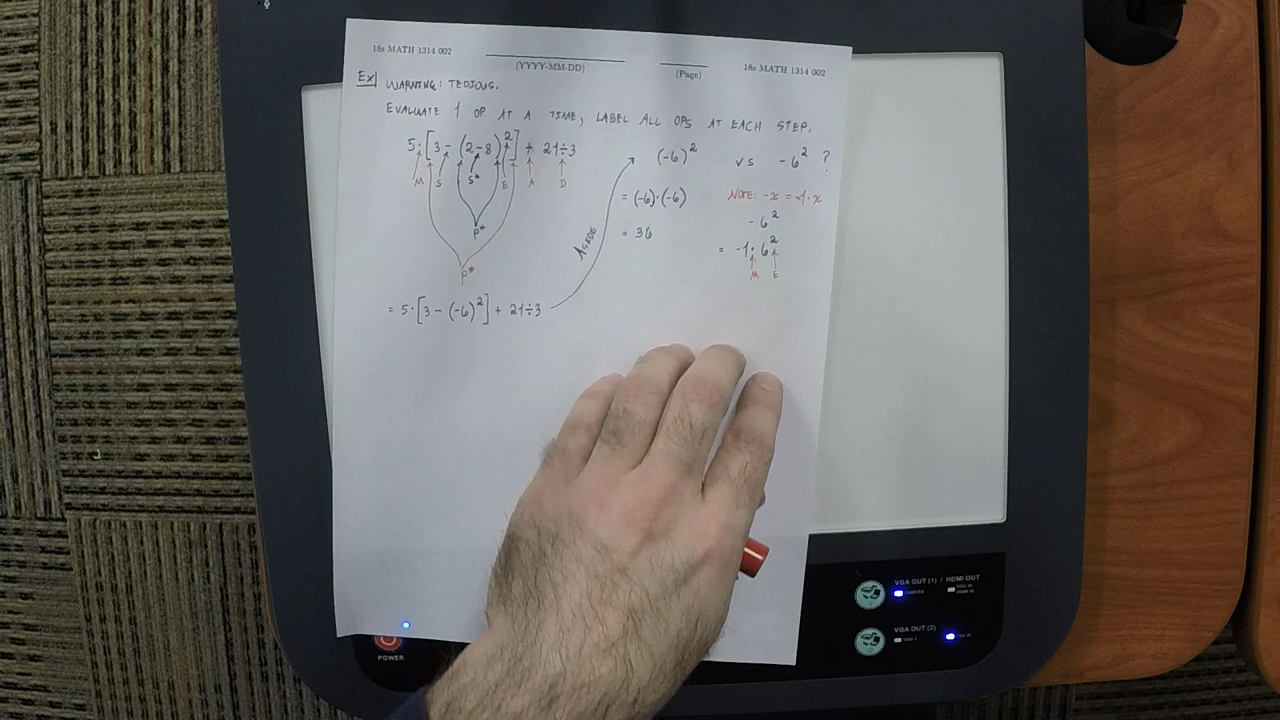 18s MATH 1314 002
(YYYY-MM-DD)
(Page)
18s MATH 1314 002
Ex WARNING: TEDIOUS.
EVALUATE 1 OP AT A TIME, LABEL ALL OPS AT EACH STEP.
5·[3-(2-8)²]+21÷3
M S S* E A D
P*
P*
= 5·[3-(-6)²]+21÷3
ASIDE
(-6)² VS -6² ?
= (-6)·(-6)
= 36
NOTE: -x = -1·x
-6²
= -1·6²
M E
VGA OUT (1) / HDMI OUT
VGA OUT (2)
POWER